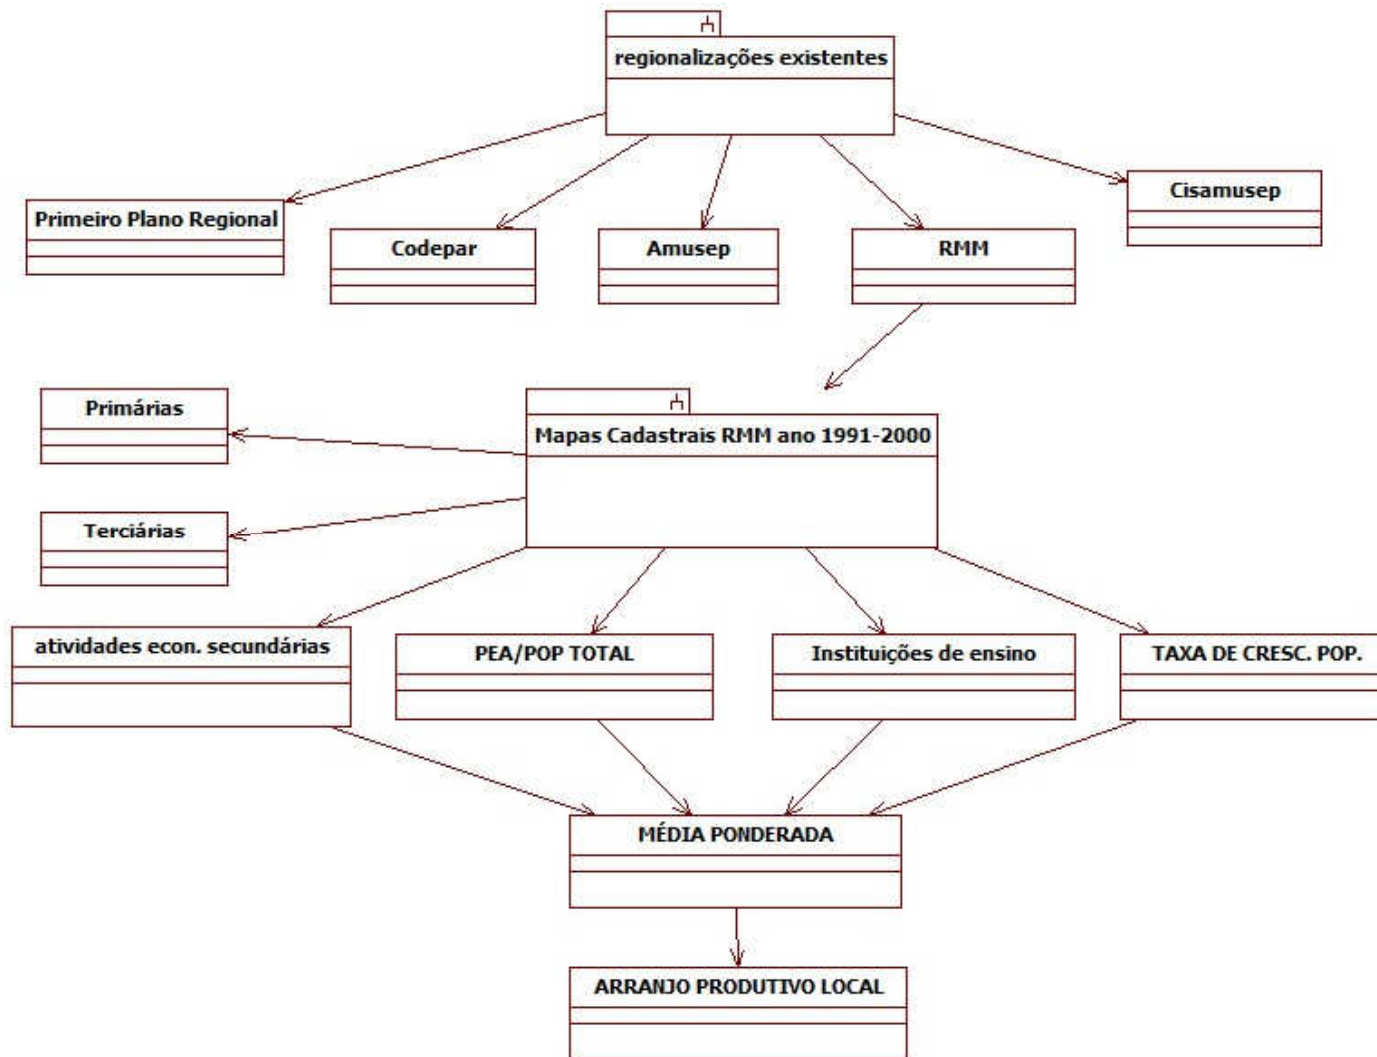 regionalizações existentes
Primeiro Plano Regional
Codepar
Amusep
RMM
Cisamusep
Primárias
Mapas Cadastrais RMM ano 1991-2000
Terciárias
atividades econ. secundárias
PEA/POP TOTAL
Instituições de ensino
TAXA DE CRESC. POP.
MÉDIA PONDERADA
ARRANJO PRODUTIVO LOCAL